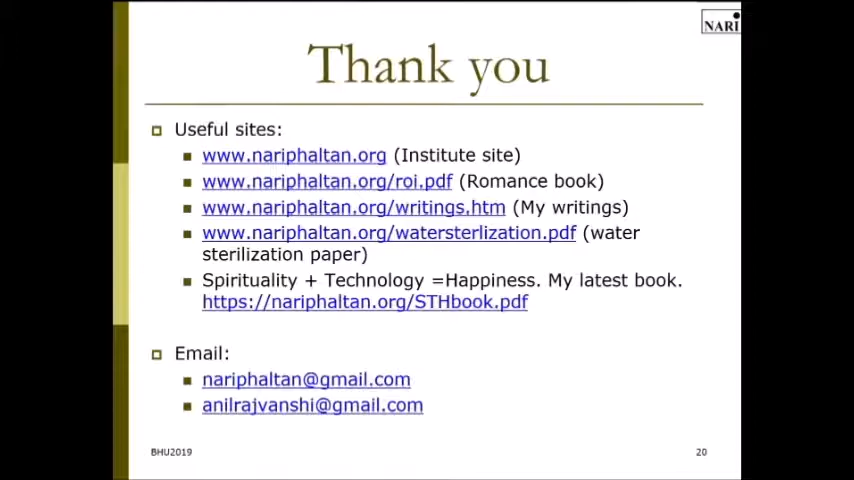 NARI
Thank you
Useful sites:
www.nariphaltan.org (Institute site)
www.nariphaltan.org/roi.pdf (Romance book)
www.nariphaltan.org/writings.htm (My writings)
www.nariphaltan.org/watersterlization.pdf (water
sterilization paper)
Spirituality + Technology =Happiness. My latest book.
https://nariphaltan.org/STHbook.pdf
Email:
nariphaltan@gmail.com
anilrajvanshi@gmail.com
BHU2019
20